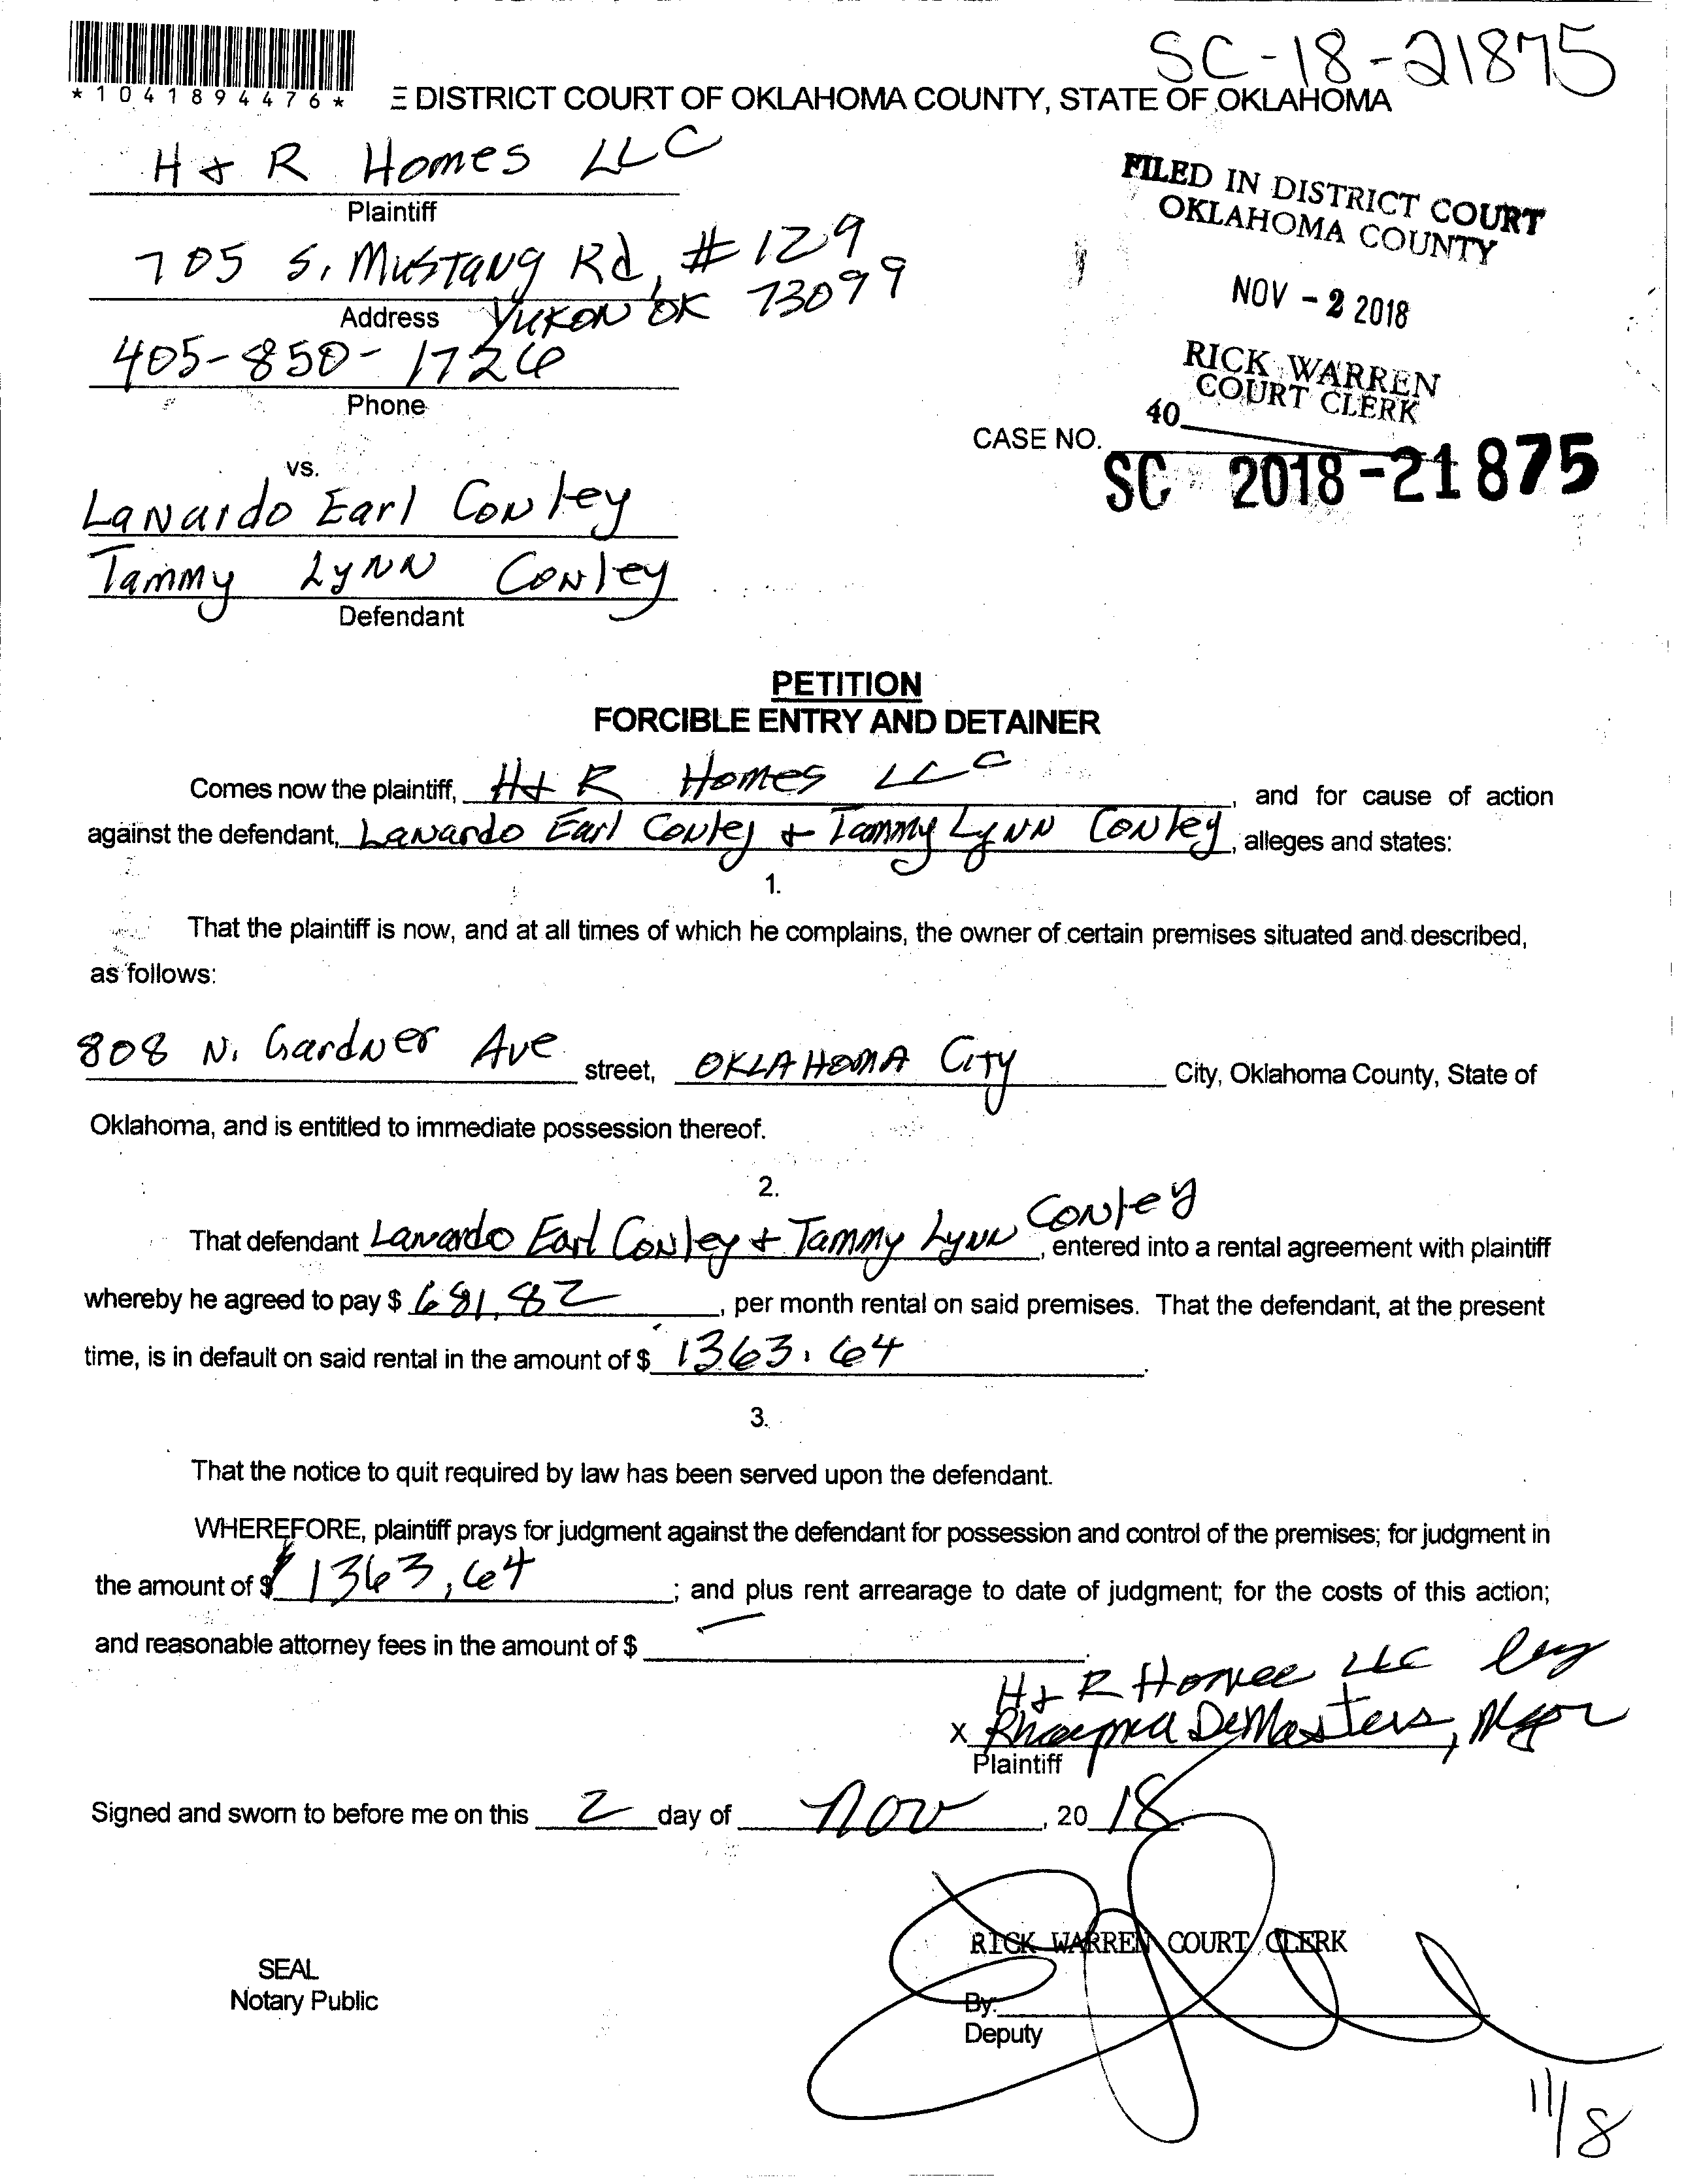 SC-18-21875
*1041894476*
E DISTRICT COURT OF OKLAHOMA COUNTY, STATE OF OKLAHOMA
H & R Homes LLC
Plaintiff
705 S. Mustang Rd, #129
Address Yukon OK 73099
405-850-1726
Phone
FILED IN DISTRICT COURT
OKLAHOMA COUNTY
NOV - 2 2018
RICK WARREN
COURT CLERK
40
CASE NO.
SC 2018-21875
vs.
Lanardo Earl Conley
Tammy Lynn Conley
Defendant
PETITION
FORCIBLE ENTRY AND DETAINER
Comes now the plaintiff, H & R Homes LLC, and for cause of action
against the defendant, Lanardo Earl Conley & Tammy Lynn Conley, alleges and states:
1.
That the plaintiff is now, and at all times of which he complains, the owner of certain premises situated and described,
as follows:
808 N. Gardner Ave street, OKLAHOMA City City, Oklahoma County, State of
Oklahoma, and is entitled to immediate possession thereof.
2.
That defendant Lanardo Earl Conley & Tammy Lynn Conley, entered into a rental agreement with plaintiff
whereby he agreed to pay $ 681.82, per month rental on said premises. That the defendant, at the present
time, is in default on said rental in the amount of $ 1363.64.
3.
That the notice to quit required by law has been served upon the defendant.
WHEREFORE, plaintiff prays for judgment against the defendant for possession and control of the premises; for judgment in
the amount of $ 1363.64; and plus rent arrearage to date of judgment; for the costs of this action;
and reasonable attorney fees in the amount of $ .
H & R Homes LLC by
x DeMasters, Mgr
Plaintiff
Signed and sworn to before me on this 2 day of Nov, 2018.
RICK WARREN COURT CLERK
SEAL
Notary Public
By:
Deputy
11/8